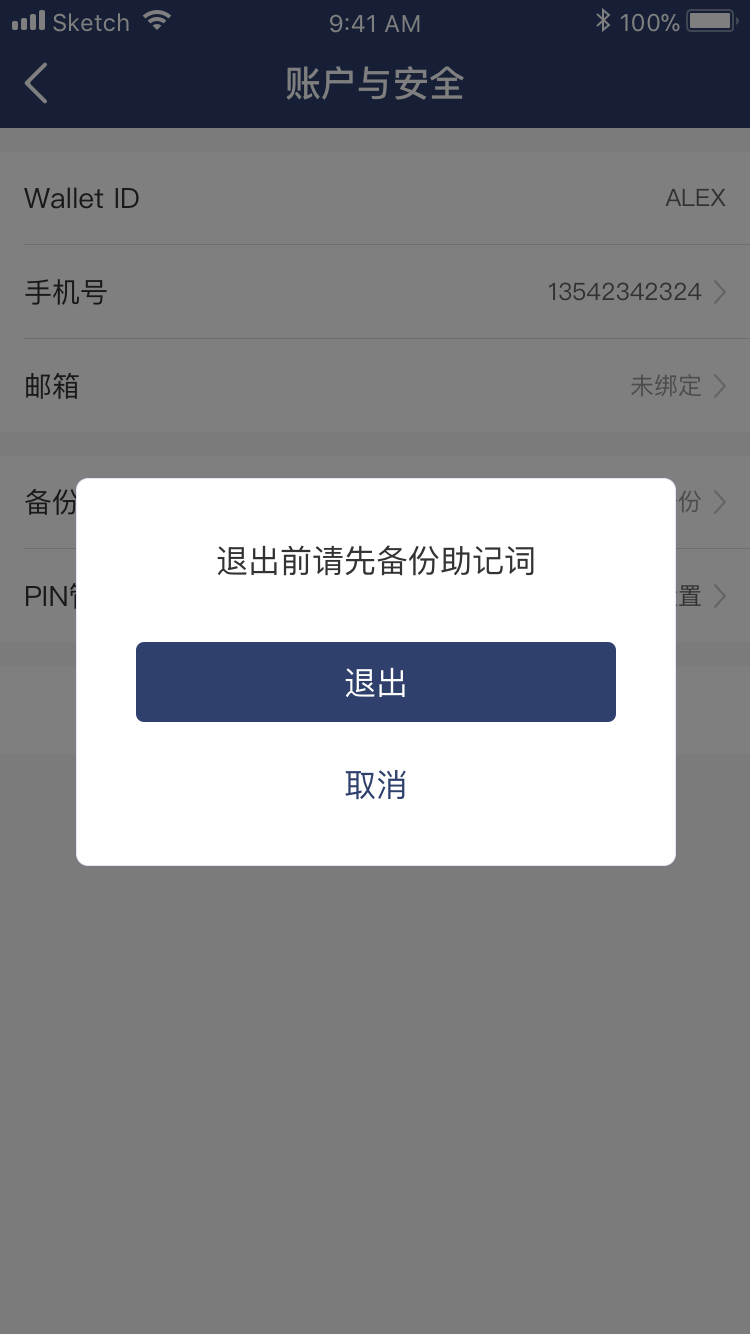 Sketch 9:41 AM 100%
账户与安全
Wallet ID ALEX
手机号 13542342324
邮箱 未绑定
备份 份
PIN 置
退出前请先备份助记词
退出
取消